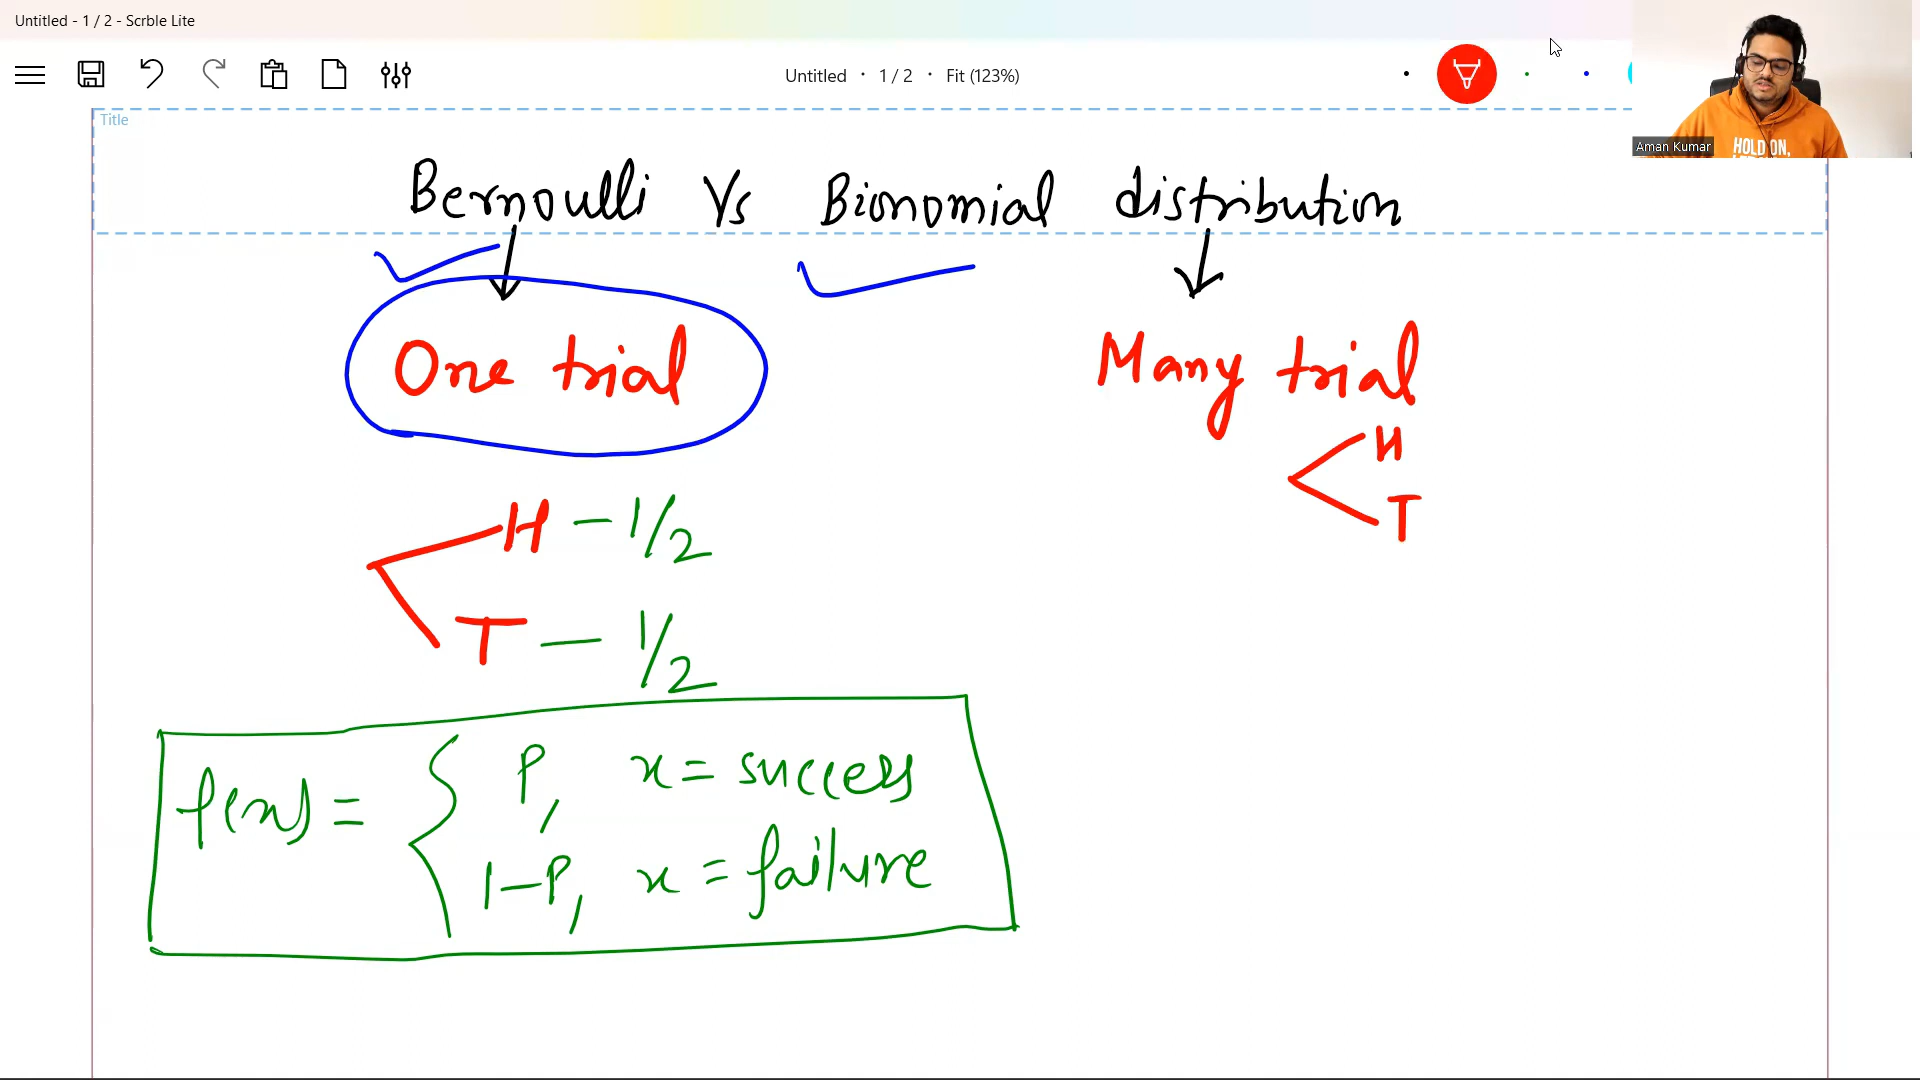 Untitled - 1 / 2 - Scrble Lite
Untitled • 1 / 2 • Fit (123%)
Title
Aman Kumar
HOLD ON,
Bernoulli Vs Bionomial distribution
One trial
Many trial
H
T
H - 1/2
T - 1/2
f(x) = { P, x = success
1-P, x = failure